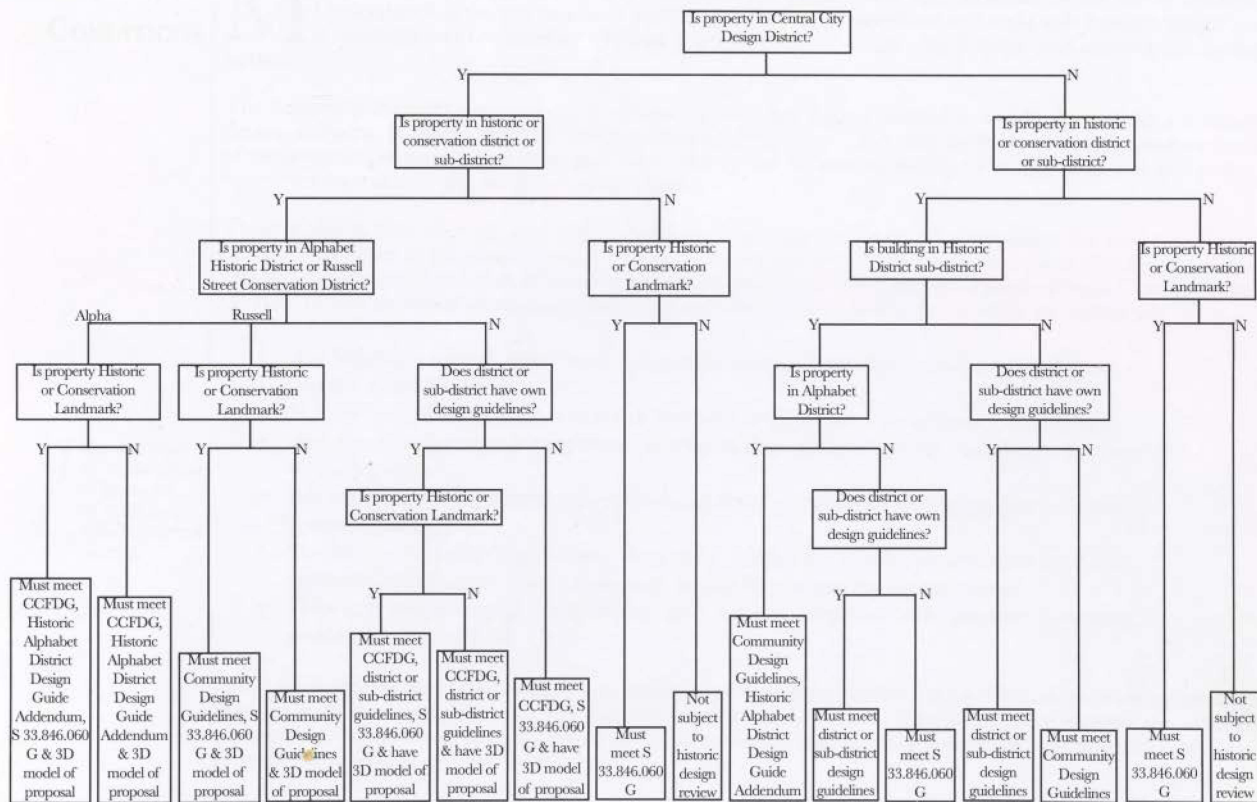 Is property in Central City
Design District?
Y
N
Is property in historic or
conservation district or
sub-district?
Is property in historic
or conservation district
or sub-district?
Y
N
Y
N
Is property in Alphabet
Historic District or Russell
Street Conservation District?
Is property Historic
or Conservation
Landmark?
Is building in Historic
District sub-district?
Is property Historic
or Conservation
Landmark?
Alpha
Russell
N
Y
N
Y
N
Y
N
Is property Historic
or Conservation
Landmark?
Is property Historic
or Conservation
Landmark?
Does district or
sub-district have own
design guidelines?
Is property
in Alphabet
District?
Does district or
sub-district have own
design guidelines?
Y
N
Y
N
Y
N
Y
N
Y
N
Is property Historic or
Conservation Landmark?
Does district or
sub-district have own
design guidelines?
Y
N
Y
N
Must meet
CCFDG,
Historic
Alphabet
District
Design
Guide
Addendum,
S 33.846.060
G & 3D
model of
proposal
Must meet
CCFDG,
Historic
Alphabet
District
Design
Guide
Addendum
& 3D
model of
proposal
Must meet
Community
Design
Guidelines, S
33.846.060
G & 3D
model of
proposal
Must meet
Community
Design
Guidelines
& 3D model
of proposal
Must meet
CCFDG,
district or
sub-district
guidelines, S
33.846.060
G & have
3D model of
proposal
Must meet
CCFDG,
district or
sub-district
guidelines
& have 3D
model of
proposal
Must meet
CCFDG, S
33.846.060
G & have
3D model
of proposal
Must
meet S
33.846.060
G
Not
subject
to
historic
design
review
Must meet
Community
Design
Guidelines,
Historic
Alphabet
District
Design
Guide
Addendum
Must meet
district or
sub-district
design
guidelines
Must
meet S
33.846.060
G
Must meet
district or
sub-district
design
guidelines
Must meet
Community
Design
Guidelines
Must
meet S
33.846.060
G
Not
subject
to
historic
design
review